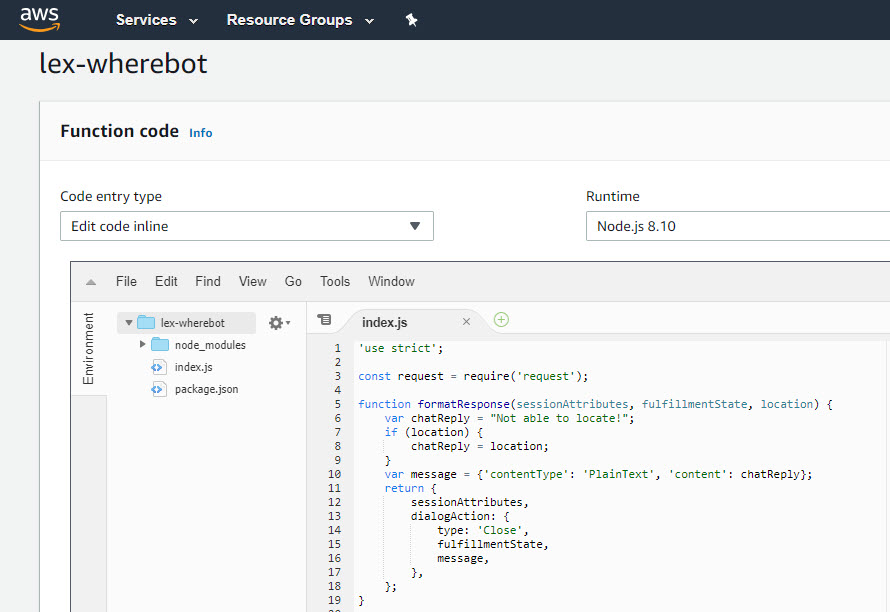 aws Services Resource Groups
lex-wherebot
Function code Info
Code entry type Runtime
Edit code inline Node.js 8.10
File Edit Find View Go Tools Window
Environment
lex-wherebot
node_modules
index.js
package.json
index.js
1 'use strict';
2
3 const request = require('request');
4
5 function formatResponse(sessionAttributes, fulfillmentState, location) {
6 var chatReply = "Not able to locate!";
7 if (location) {
8 chatReply = location;
9 }
10 var message = {'contentType': 'PlainText', 'content': chatReply};
11 return {
12 sessionAttributes,
13 dialogAction: {
14 type: 'Close',
15 fulfillmentState,
16 message,
17 },
18 };
19 }